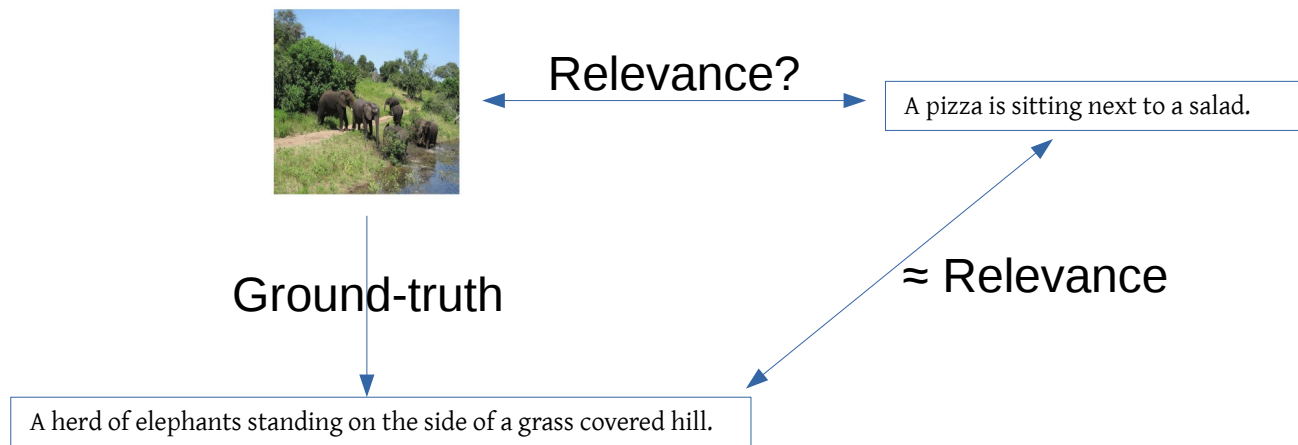 Relevance?
A pizza is sitting next to a salad.
Ground-truth
≈ Relevance
A herd of elephants standing on the side of a grass covered hill.